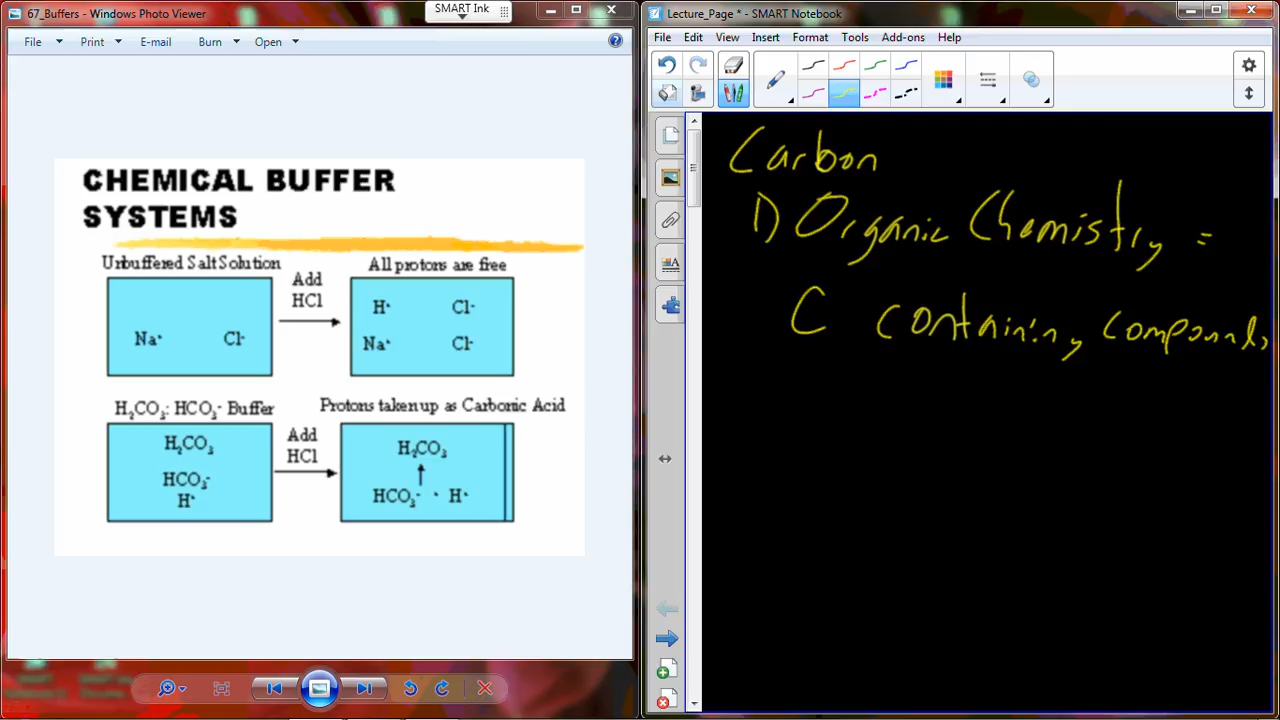 67_Buffers - Windows Photo Viewer
SMART Ink
File Print E-mail Burn Open
CHEMICAL BUFFER
SYSTEMS
Unbuffered Salt Solution
Add
HCl
All protons are free
Na⁺ Cl⁻
H⁺ Cl⁻
Na⁺ Cl⁻
H₂CO₃: HCO₃⁻ Buffer
Add
HCl
Protons taken up as Carbonic Acid
H₂CO₃
HCO₃⁻
H⁺
H₂CO₃
HCO₃⁻ + H⁺
Lecture_Page * - SMART Notebook
File Edit View Insert Format Tools Add-ons Help
Carbon
1) Organic Chemistry =
C containing compounds